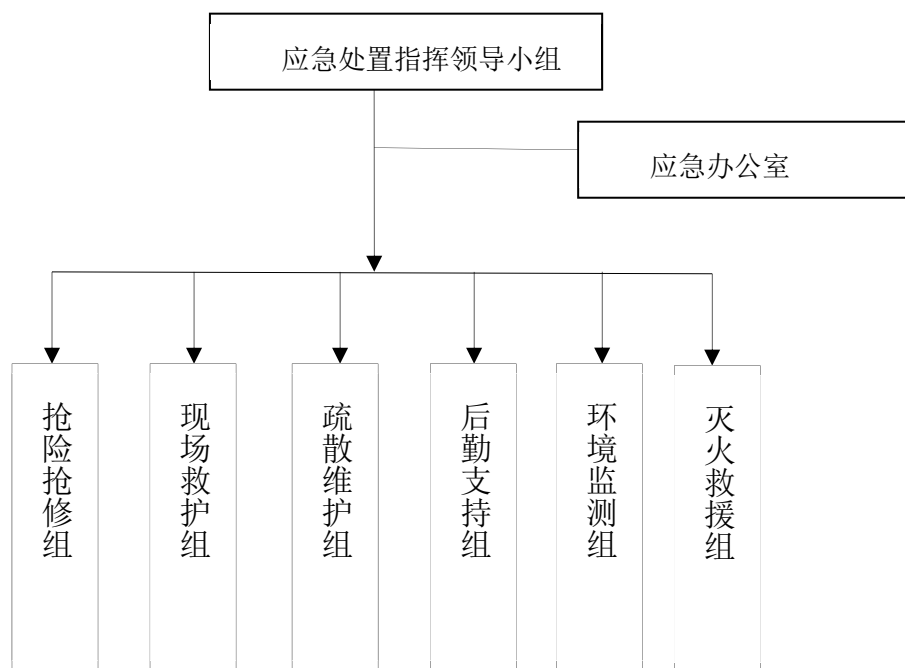 应急处置指挥领导小组
应急办公室
抢险抢修组
现场救护组
疏散维护组
后勤支持组
环境监测组
灭火救援组